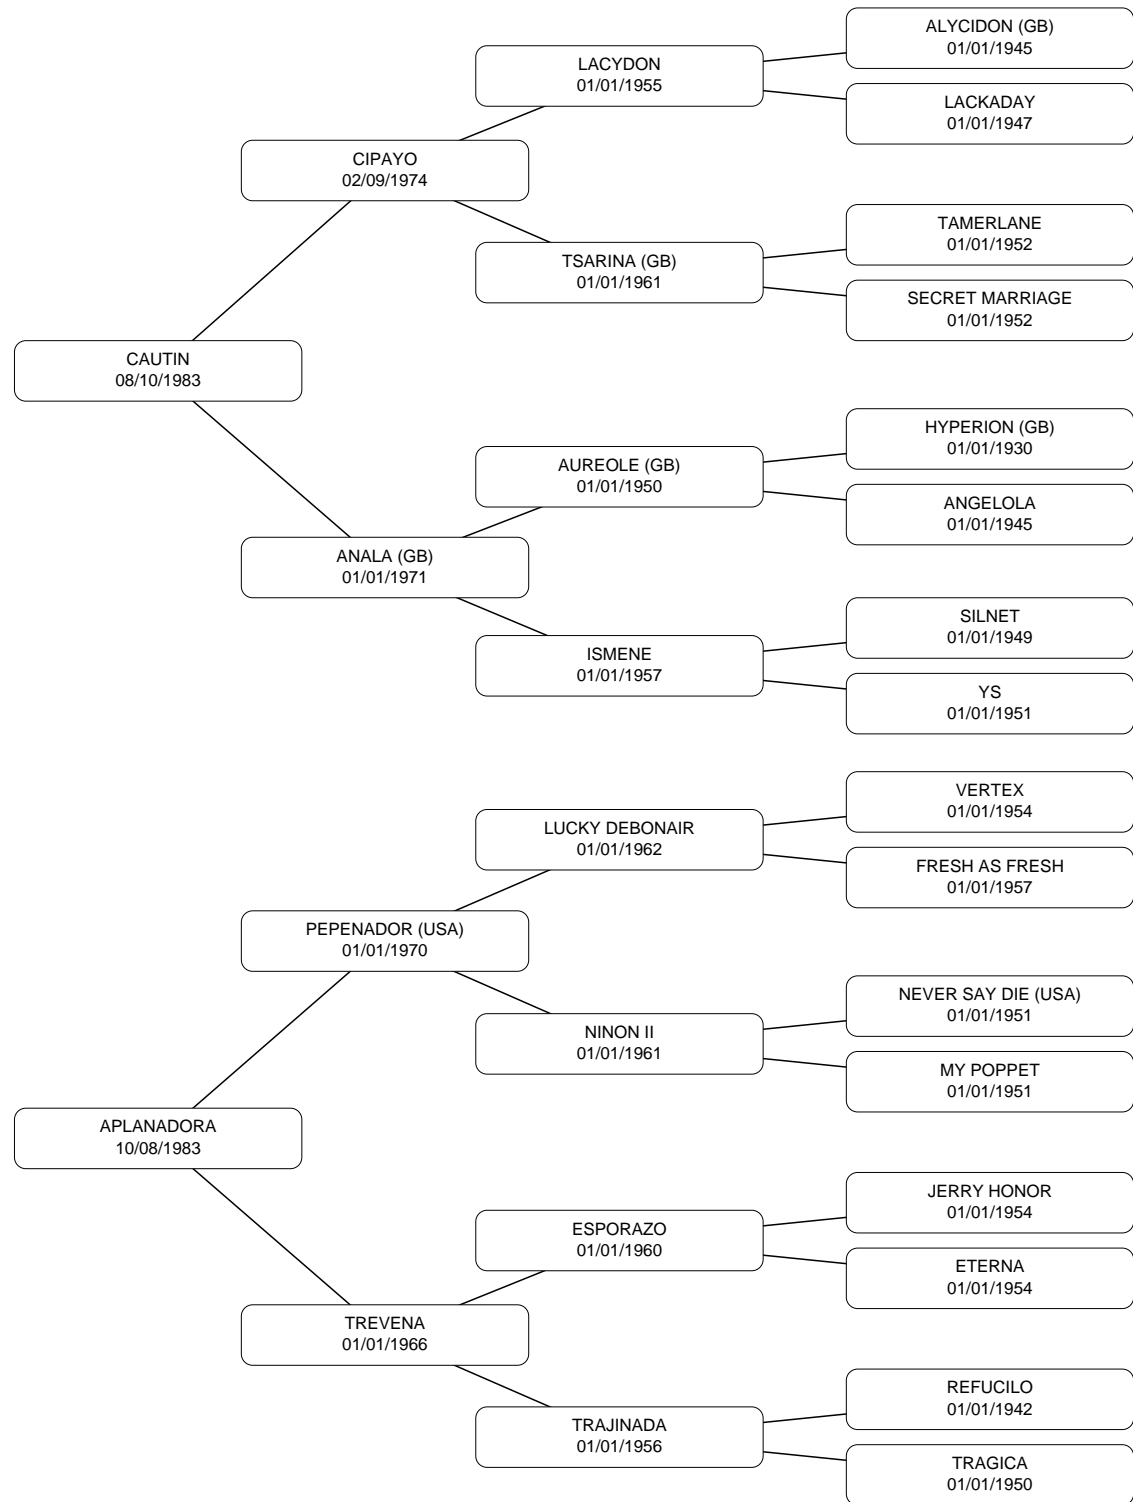 ALYCIDON (GB)
01/01/1945
LACYDON
01/01/1955
LACKADAY
01/01/1947
CIPAYO
02/09/1974
TAMERLANE
01/01/1952
TSARINA (GB)
01/01/1961
SECRET MARRIAGE
01/01/1952
CAUTIN
08/10/1983
HYPERION (GB)
01/01/1930
AUREOLE (GB)
01/01/1950
ANGELOLA
01/01/1945
ANALA (GB)
01/01/1971
SILNET
01/01/1949
ISMENE
01/01/1957
YS
01/01/1951
VERTEX
01/01/1954
LUCKY DEBONAIR
01/01/1962
FRESH AS FRESH
01/01/1957
PEPENADOR (USA)
01/01/1970
NEVER SAY DIE (USA)
01/01/1951
NINON II
01/01/1961
MY POPPET
01/01/1951
APLANADORA
10/08/1983
JERRY HONOR
01/01/1954
ESPORAZO
01/01/1960
ETERNA
01/01/1954
TREVENA
01/01/1966
REFUCILO
01/01/1942
TRAJINADA
01/01/1956
TRAGICA
01/01/1950